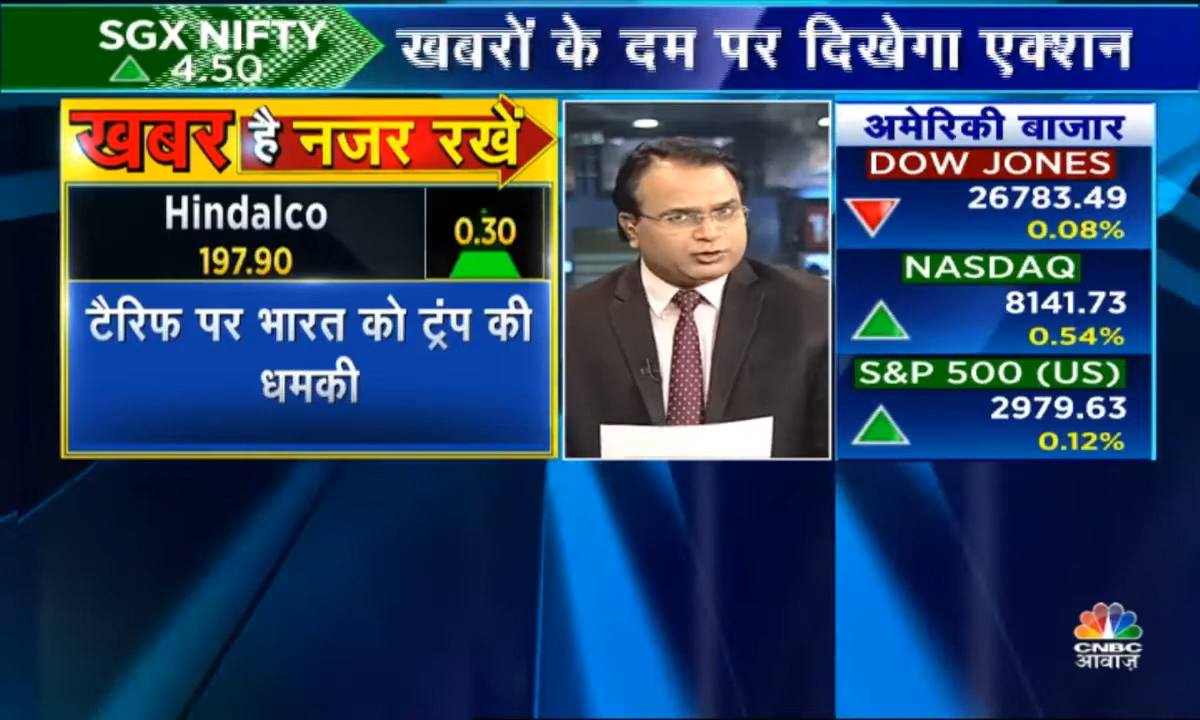 SGX NIFTY
4.50
खबरों के दम पर दिखेगा एक्शन
खबर है नजर रखें
Hindalco
197.90
0.30
टैरिफ पर भारत को ट्रंप की
धमकी
अमेरिकी बाजार
DOW JONES
26783.49
0.08%
NASDAQ
8141.73
0.54%
S&P 500 (US)
2979.63
0.12%
CNBC
आवाज़